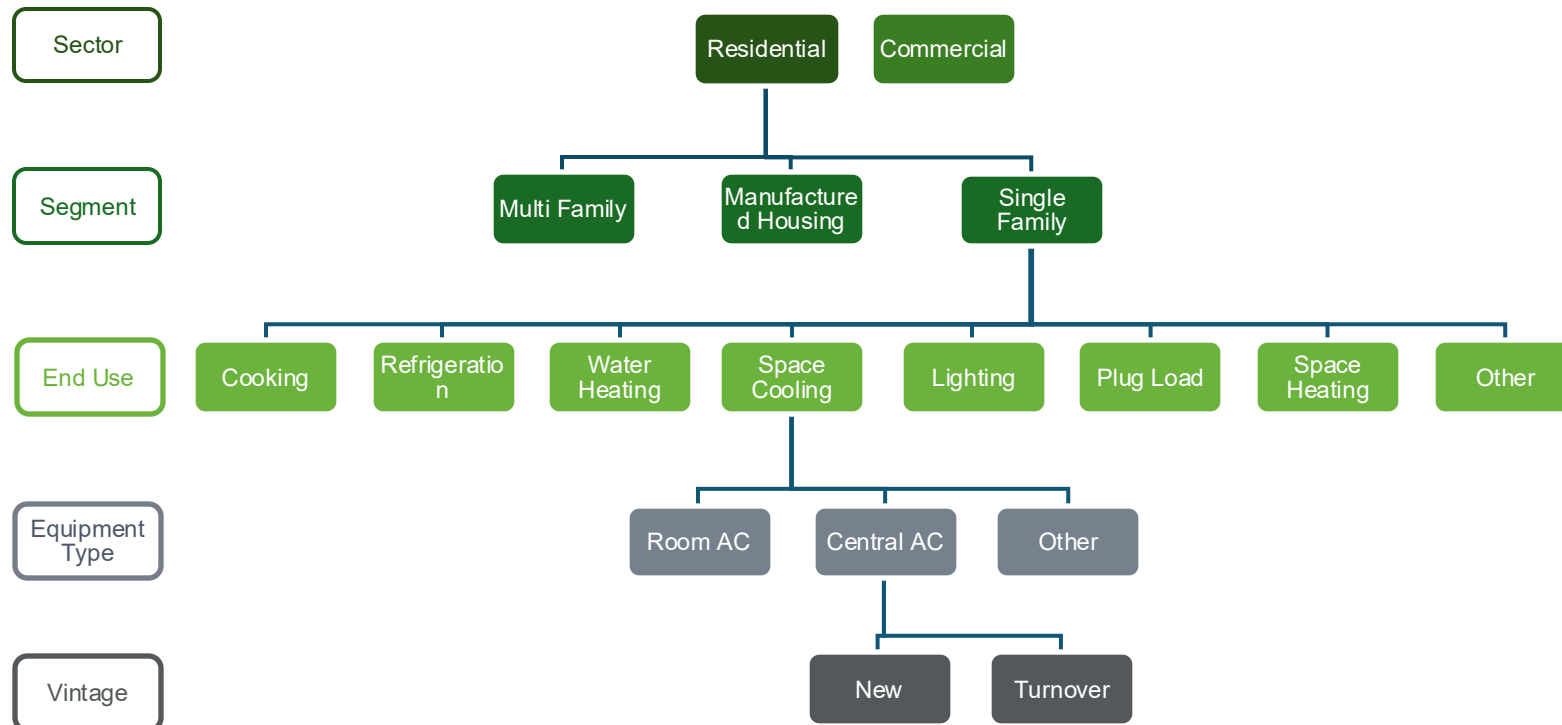 Sector
Residential
Commercial
Segment
Multi Family
Manufacture
d Housing
Single
Family
End Use
Cooking
Refrigeratio
n
Water
Heating
Space
Cooling
Lighting
Plug Load
Space
Heating
Other
Equipment
Type
Room AC
Central AC
Other
Vintage
New
Turnover